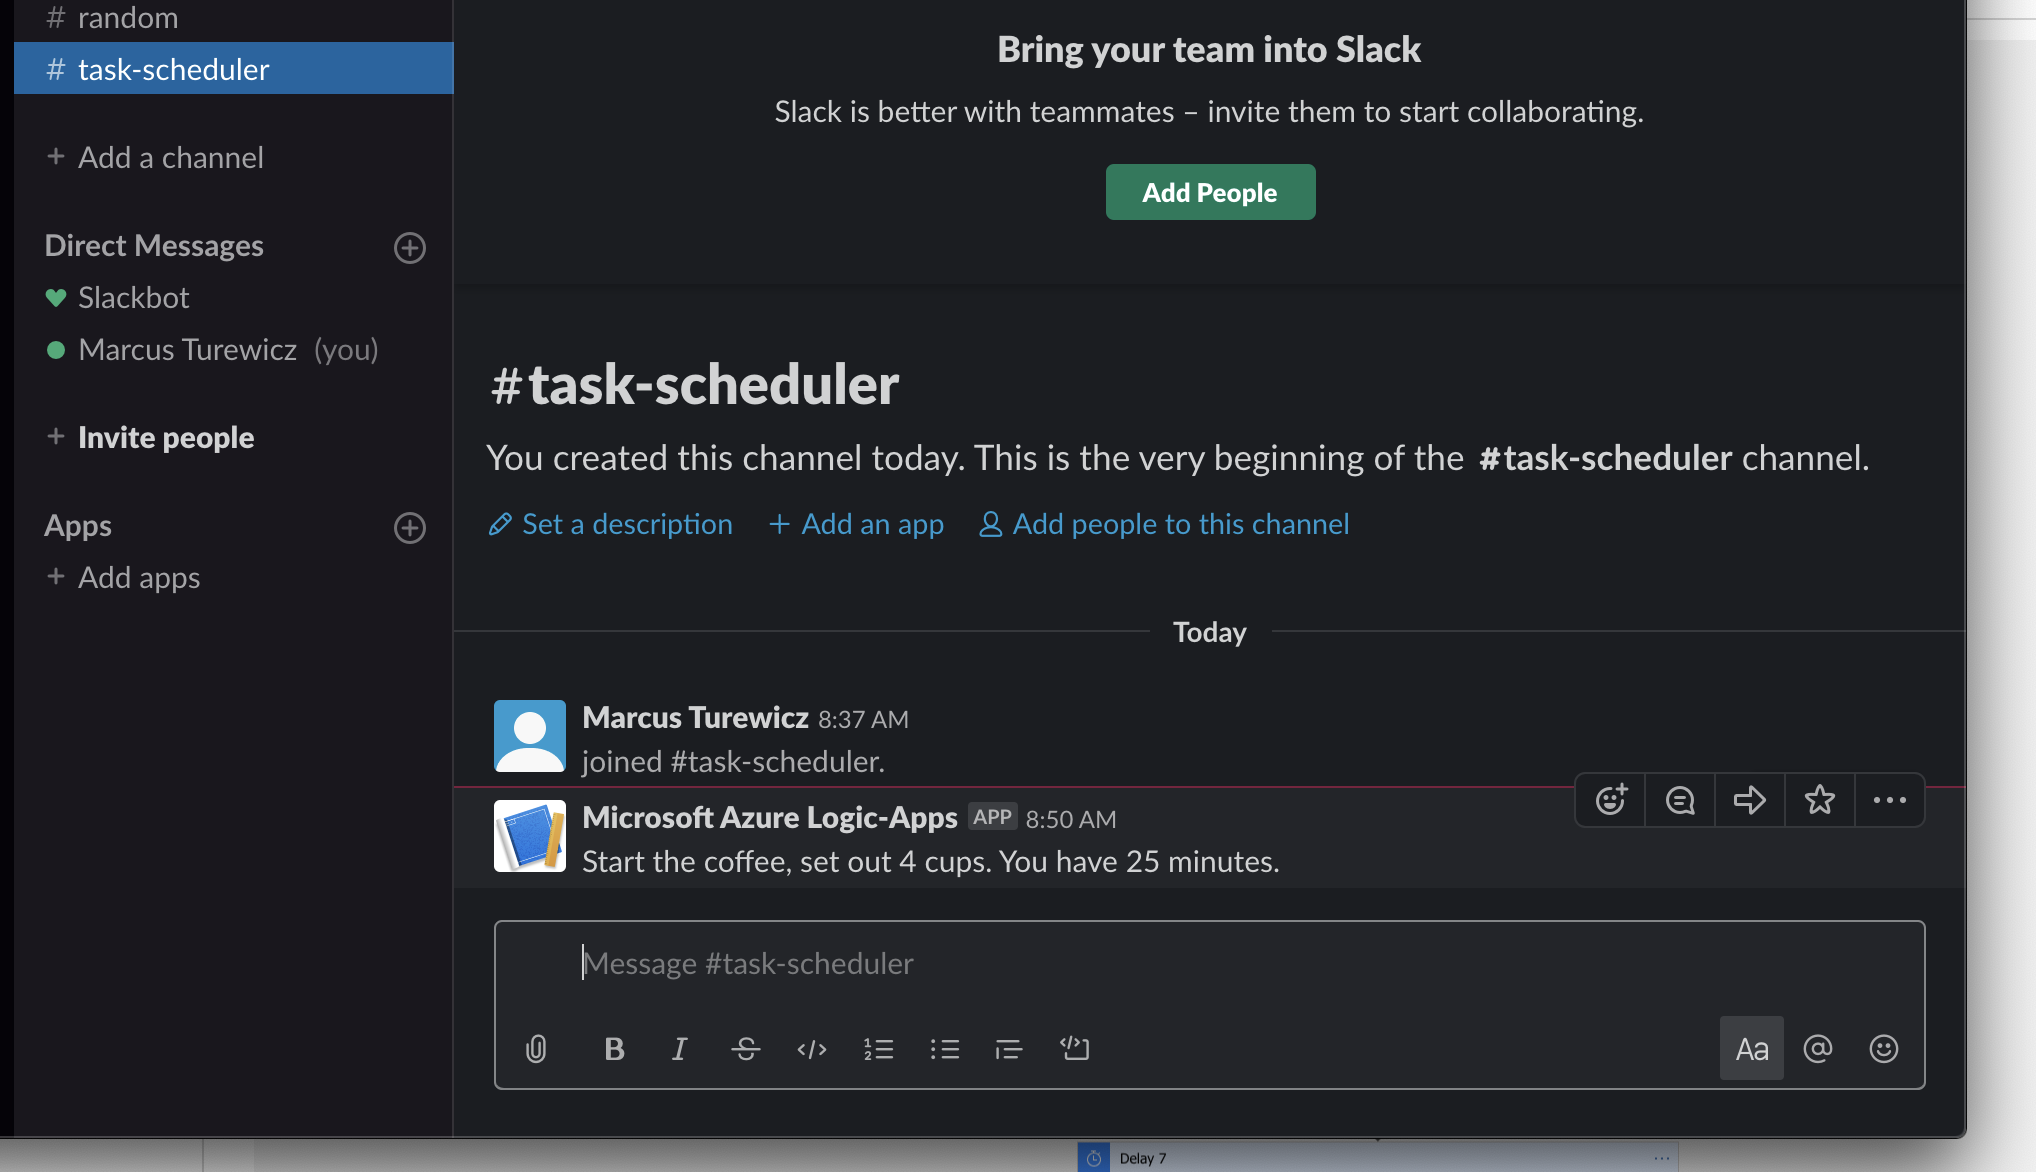 # random
# task-scheduler
+ Add a channel
Direct Messages
Slackbot
Marcus Turewicz (you)
+ Invite people
Apps
+ Add apps
Bring your team into Slack
Slack is better with teammates – invite them to start collaborating.
Add People
#task-scheduler
You created this channel today. This is the very beginning of the #task-scheduler channel.
Set a description + Add an app Add people to this channel
Today
Marcus Turewicz 8:37 AM
joined #task-scheduler.
Microsoft Azure Logic-Apps APP 8:50 AM
Start the coffee, set out 4 cups. You have 25 minutes.
Message #task-scheduler
B I S </> Aa @
Delay 7